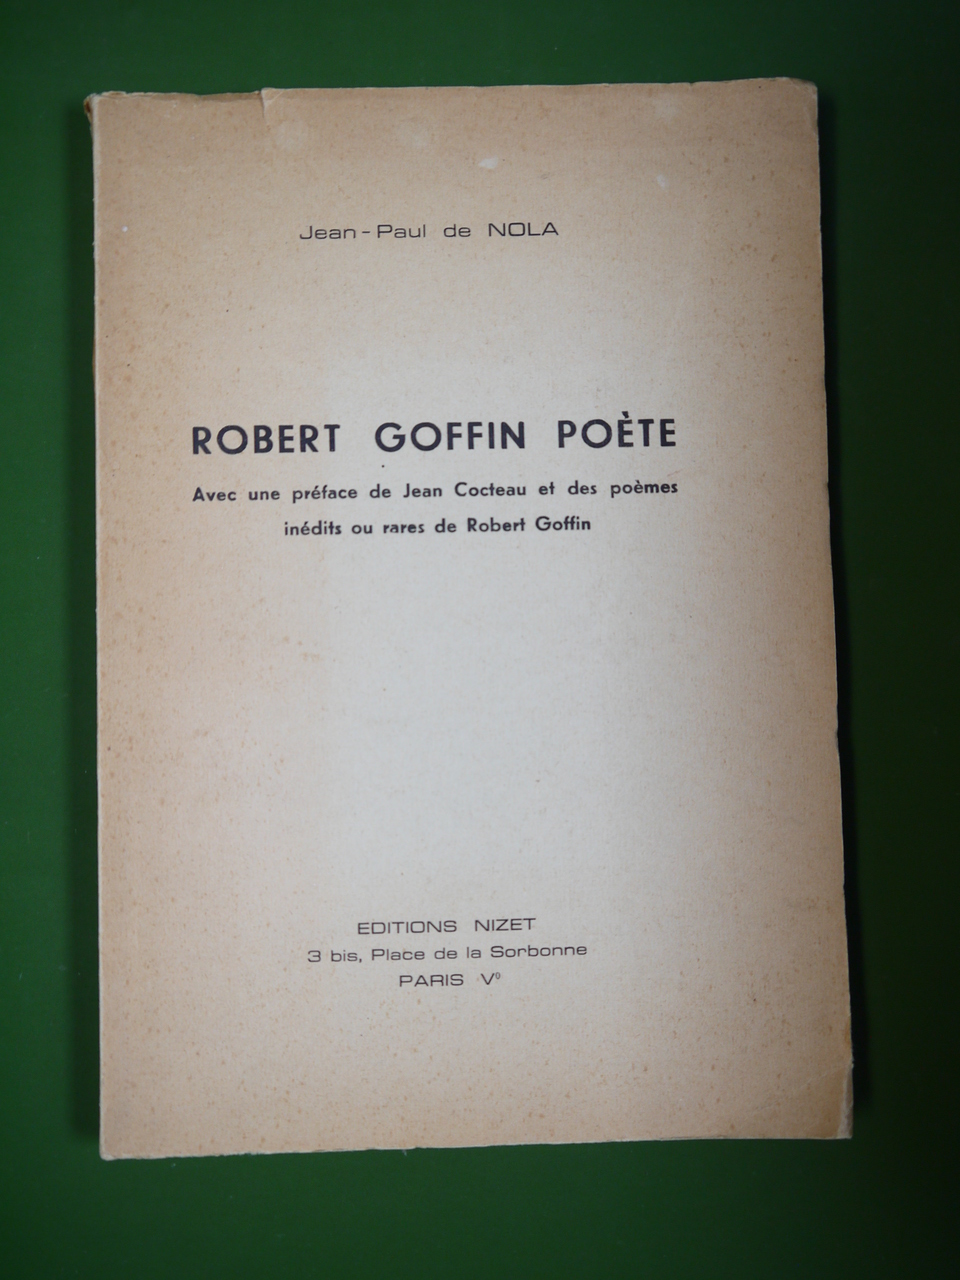 Jean-Paul de NOLA
ROBERT GOFFIN POÈTE
Avec une préface de Jean Cocteau et des poèmes
inédits ou rares de Robert Goffin
EDITIONS NIZET
3 bis, Place de la Sorbonne
PARIS V⁰